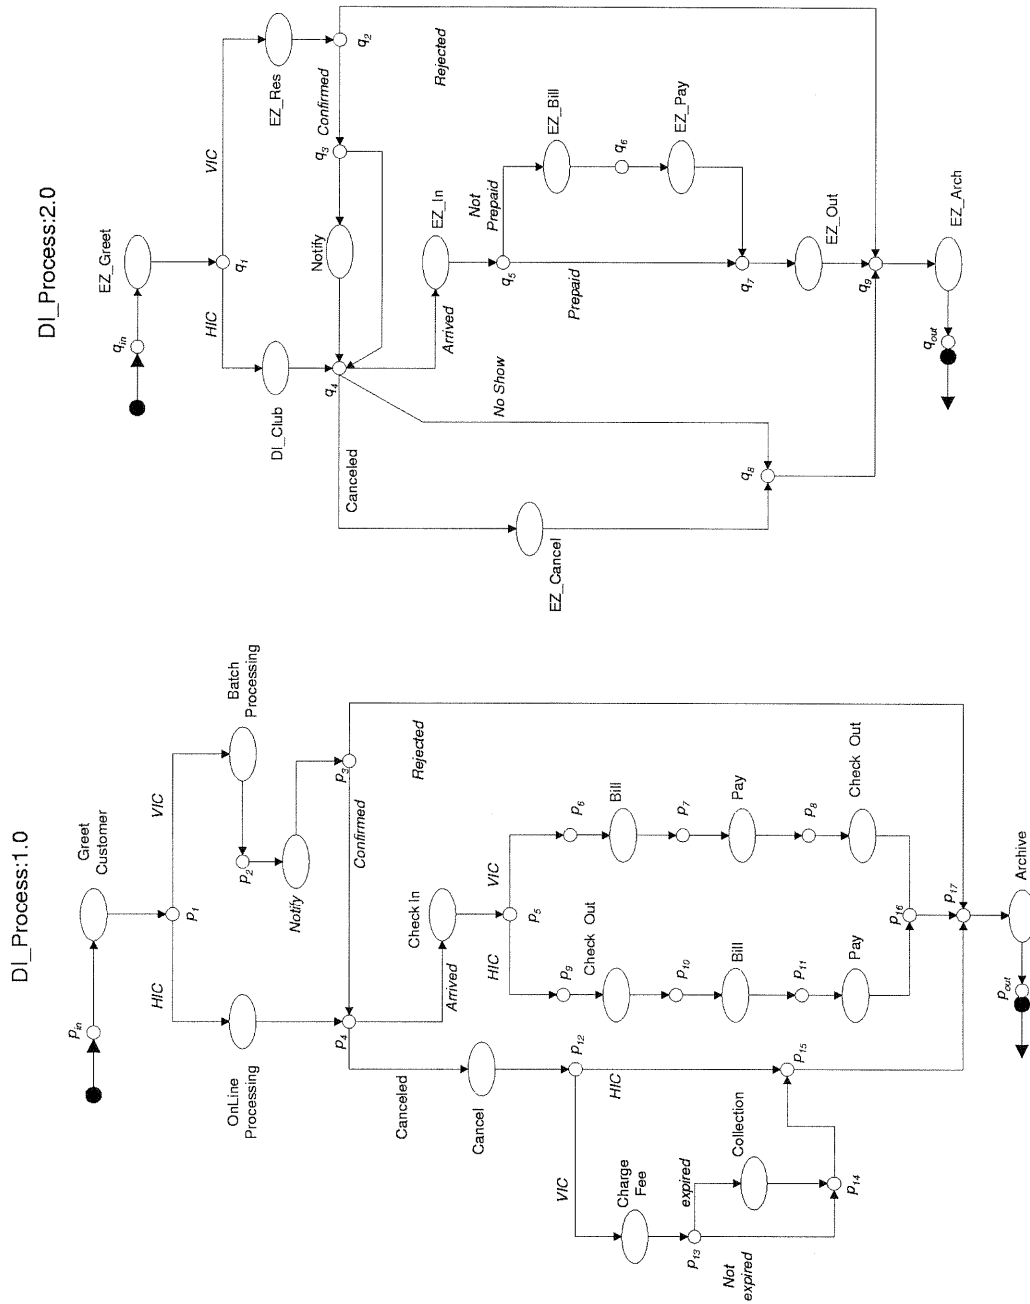 DI_Process:1.0
p_in
Greet
Customer
p_1
HIC
VIC
OnLine
Processing
Batch
Processing
p_2
Notify
p_3
Confirmed
Rejected
p_4
Arrived
Canceled
Check In
Cancel
p_5
HIC
VIC
p_9
Check Out
p_10
Bill
p_11
Pay
p_6
Bill
p_7
Pay
p_8
Check Out
p_16
p_12
VIC
HIC
Charge
Fee
p_13
expired
Not
expired
Collection
p_14
p_15
p_17
Archive
p_out
DI_Process:2.0
q_in
EZ_Greet
q_1
HIC
VIC
DI_Club
EZ_Res
q_2
Confirmed
Rejected
q_3
Notify
q_4
Arrived
No Show
Canceled
EZ_In
EZ_Cancel
q_5
Prepaid
Not
Prepaid
EZ_Bill
q_6
EZ_Pay
q_7
EZ_Out
q_8
q_9
EZ_Arch
q_out